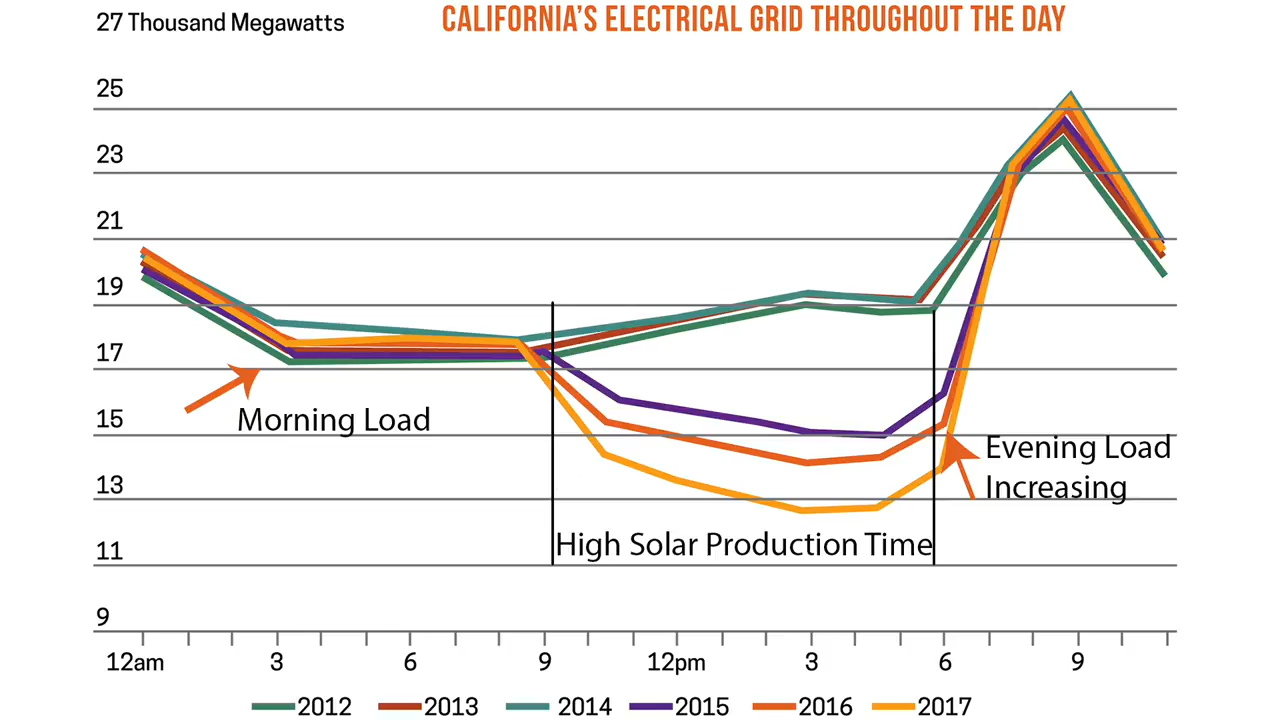 27 Thousand Megawatts
CALIFORNIA'S ELECTRICAL GRID THROUGHOUT THE DAY
25
23
21
19
17
Morning Load
15
Evening Load
Increasing
13
High Solar Production Time
11
9
12am 3 6 9 12pm 3 6 9
2012 2013 2014 2015 2016 2017